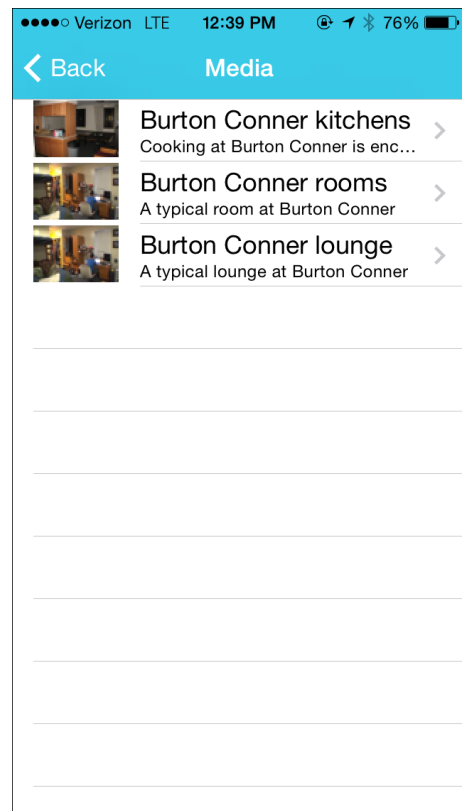 Verizon LTE 12:39 PM 76%
Back Media
Burton Conner kitchens
Cooking at Burton Conner is enc...
Burton Conner rooms
A typical room at Burton Conner
Burton Conner lounge
A typical lounge at Burton Conner